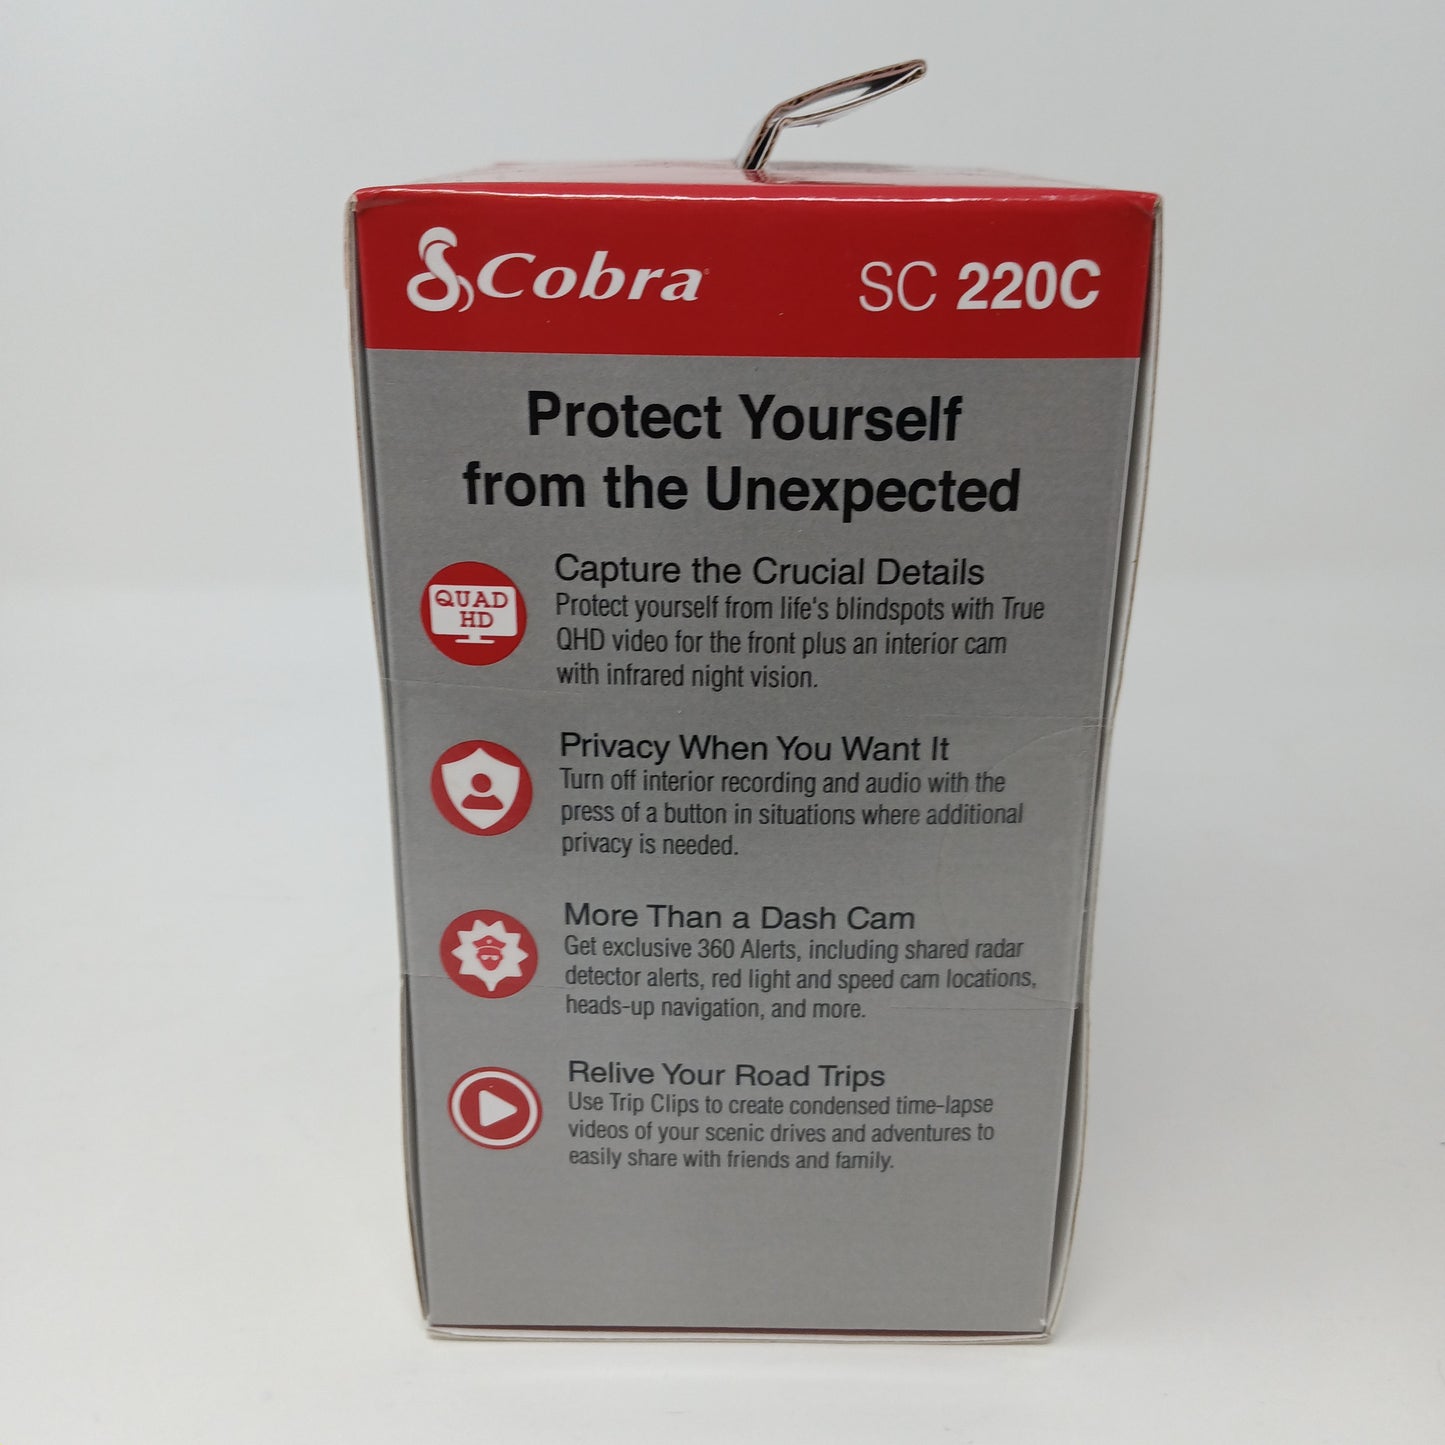 Cobra SC 220C
Protect Yourself
from the Unexpected
QUAD
HD
Capture the Crucial Details
Protect yourself from life's blindspots with True
QHD video for the front plus an interior cam
with infrared night vision.
Privacy When You Want It
Turn off interior recording and audio with the
press of a button in situations where additional
privacy is needed.
More Than a Dash Cam
Get exclusive 360 Alerts, including shared radar
detector alerts, red light and speed cam locations,
heads-up navigation, and more.
Relive Your Road Trips
Use Trip Clips to create condensed time-lapse
videos of your scenic drives and adventures to
easily share with friends and family.